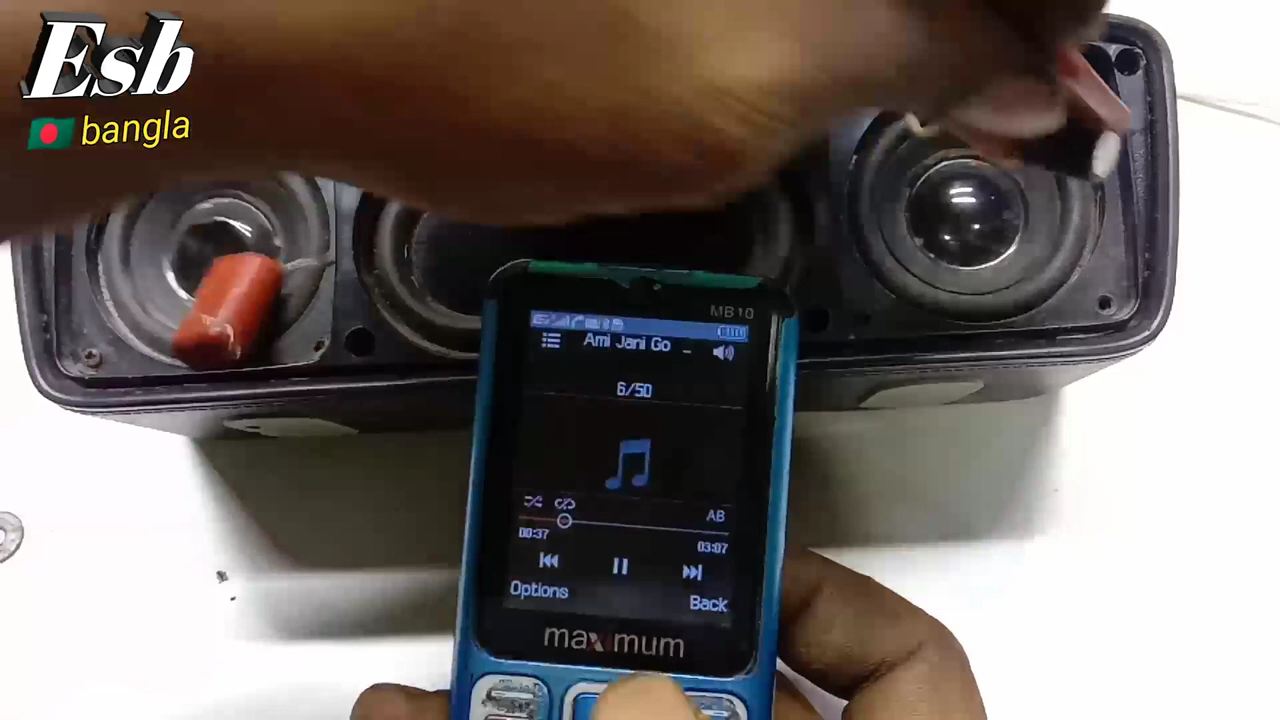 Esb
bangla
MB10
Ami Jani Go _
6/50
AB
00:37
03:07
Options
Back
maximum